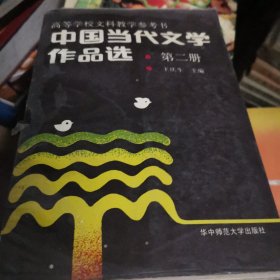 高等学校文科教学参考书
中国当代文学
作品选
第二册
王庆生 主编
华中师范大学出版社